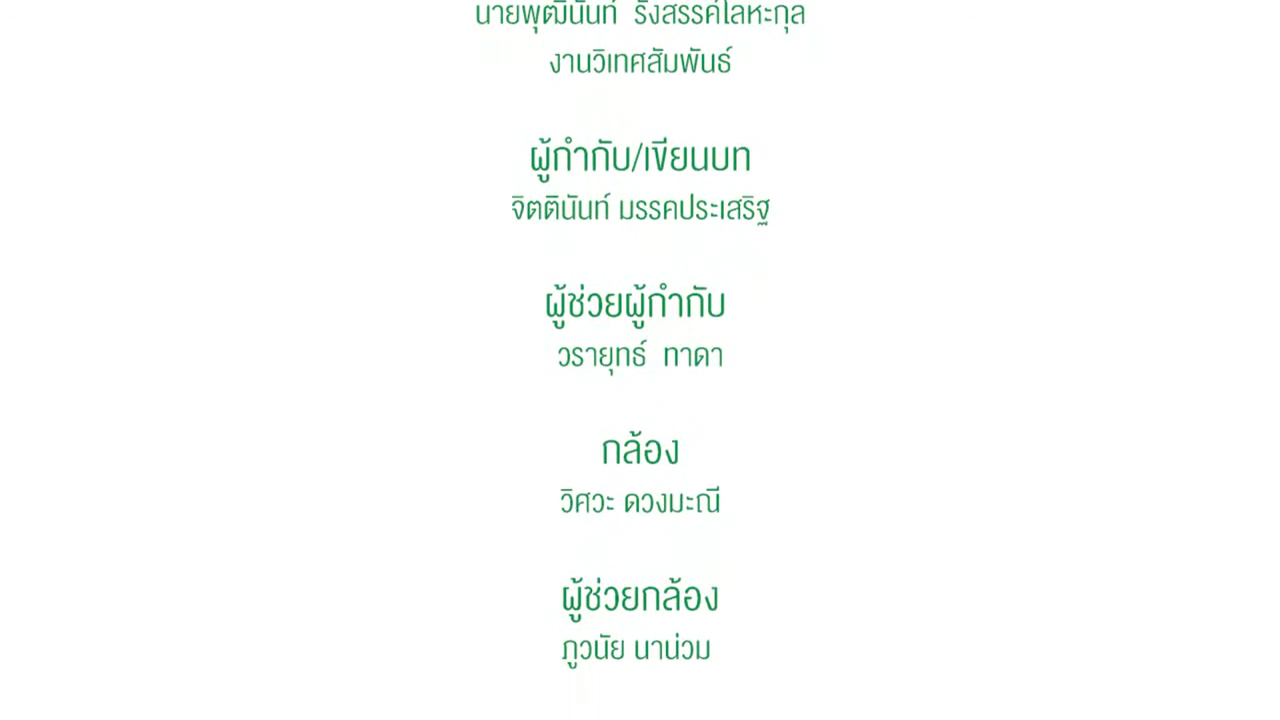 นายพุฒินันท์ รังสรรค์โลหะกุล
งานวิเทศสัมพันธ์
ผู้กำกับ/เขียนบท
จิตตินันท์ มรรคประเสริฐ
ผู้ช่วยผู้กำกับ
วรายุทธ์ ทาดา
กล้อง
วิศวะ ดวงมะณี
ผู้ช่วยกล้อง
ภูวนัย นาน่วม